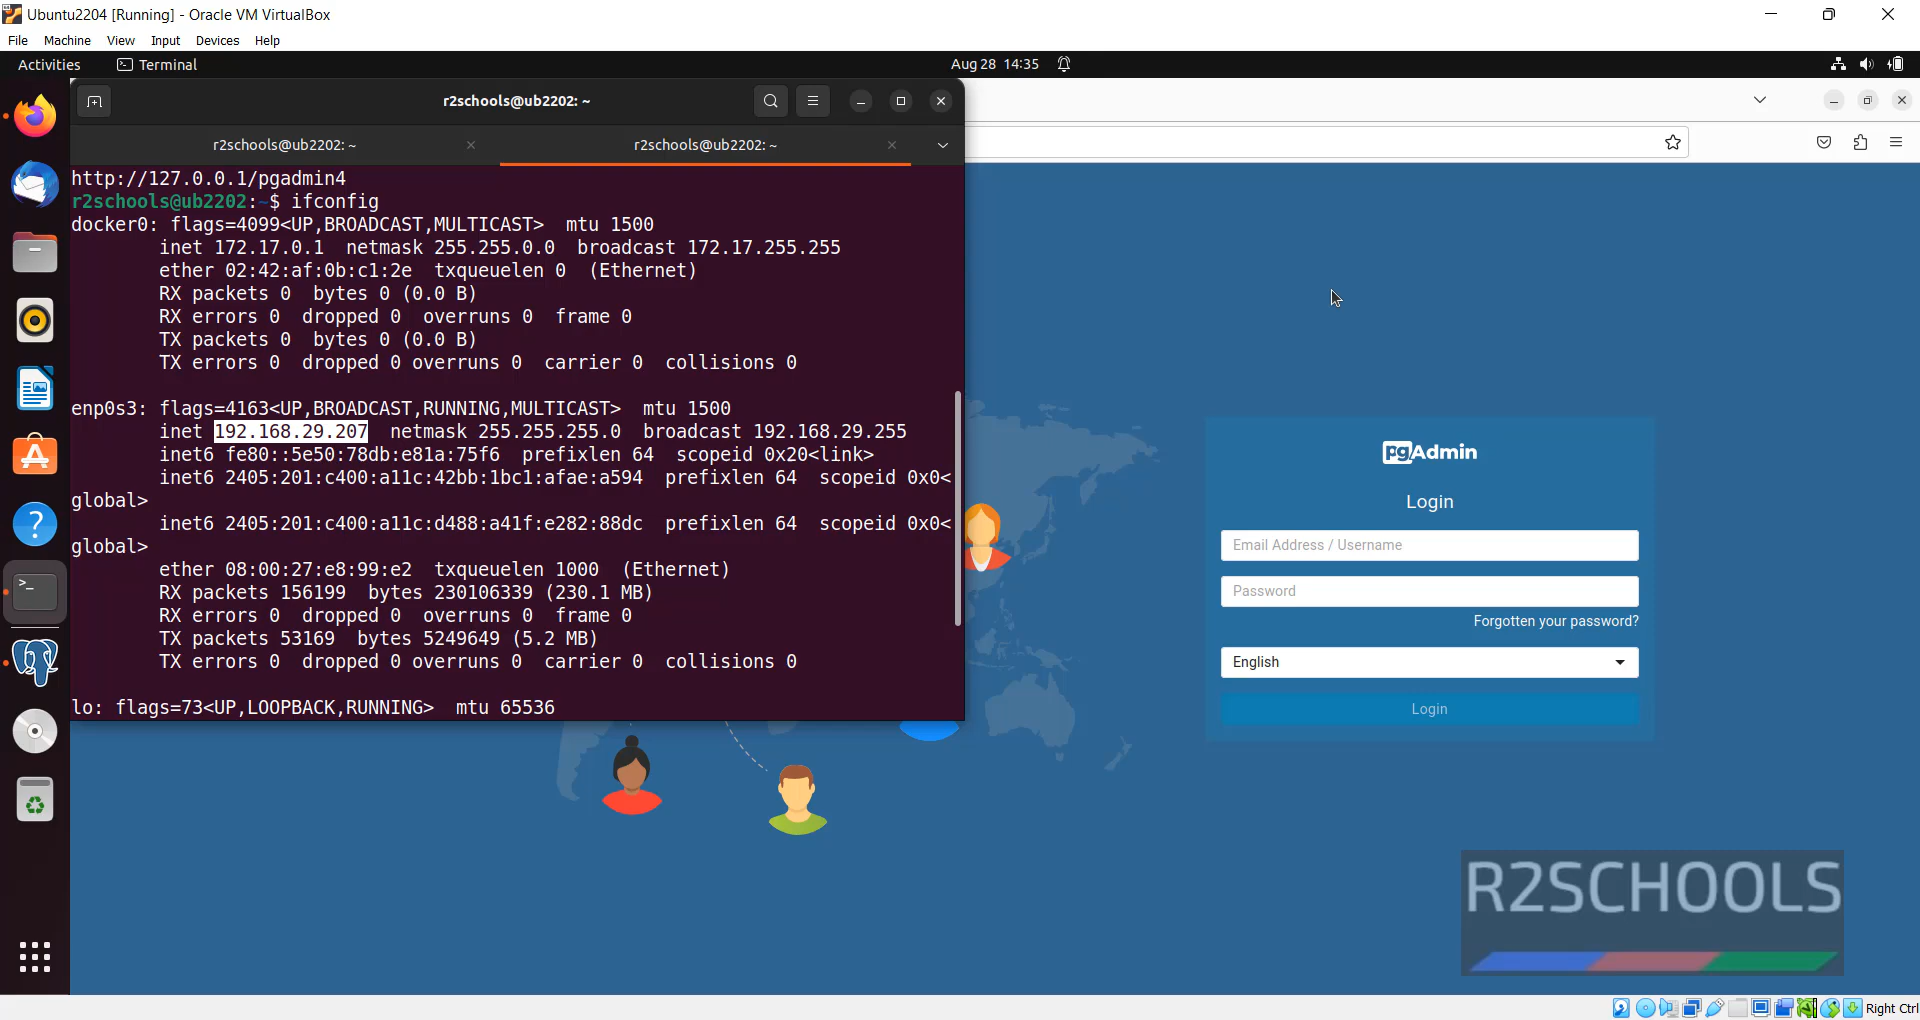 Ubuntu2204 [Running] - Oracle VM VirtualBox
File Machine View Input Devices Help
Activities Terminal Aug 28 14:35
r2schools@ub2202: ~
r2schools@ub2202: ~ r2schools@ub2202: ~
http://127.0.0.1/pgadmin4
r2schools@ub2202:~$ ifconfig
docker0: flags=4099<UP,BROADCAST,MULTICAST>  mtu 1500
        inet 172.17.0.1  netmask 255.255.0.0  broadcast 172.17.255.255
        ether 02:42:af:0b:c1:2e  txqueuelen 0  (Ethernet)
        RX packets 0  bytes 0 (0.0 B)
        RX errors 0  dropped 0  overruns 0  frame 0
        TX packets 0  bytes 0 (0.0 B)
        TX errors 0  dropped 0 overruns 0  carrier 0  collisions 0
enp0s3: flags=4163<UP,BROADCAST,RUNNING,MULTICAST>  mtu 1500
        inet 192.168.29.207  netmask 255.255.255.0  broadcast 192.168.29.255
        inet6 fe80::5e50:78db:e81a:75f6  prefixlen 64  scopeid 0x20<link>
        inet6 2405:201:c400:a11c:42bb:1bc1:afae:a594  prefixlen 64  scopeid 0x0<
global>
        inet6 2405:201:c400:a11c:d488:a41f:e282:88dc  prefixlen 64  scopeid 0x0<
global>
        ether 08:00:27:e8:99:e2  txqueuelen 1000  (Ethernet)
        RX packets 156199  bytes 230106339 (230.1 MB)
        RX errors 0  dropped 0  overruns 0  frame 0
        TX packets 53169  bytes 5249649 (5.2 MB)
        TX errors 0  dropped 0 overruns 0  carrier 0  collisions 0
lo: flags=73<UP,LOOPBACK,RUNNING>  mtu 65536
pgAdmin
Login
Email Address / Username
Password
Forgotten your password?
English
Login
R2SCHOOLS
Right Ctrl